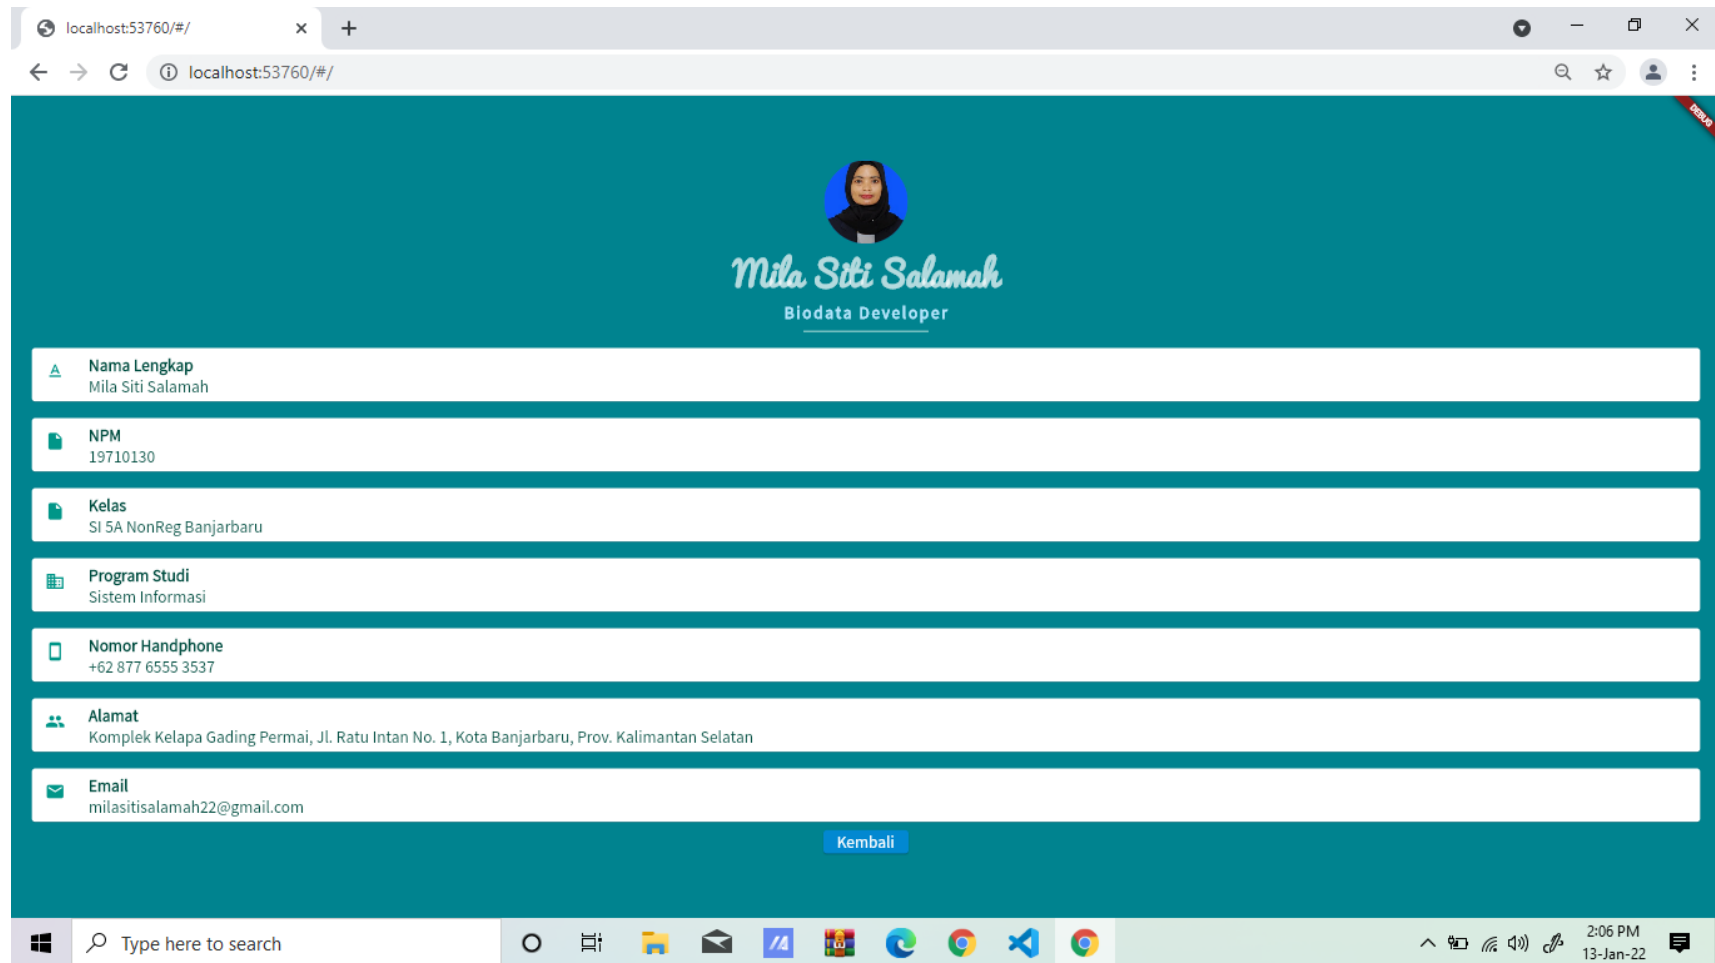 localhost:53760/#/
localhost:53760/#/
DEBUG
Mila Siti Salamah
Biodata Developer
Nama Lengkap
Mila Siti Salamah
NPM
19710130
Kelas
SI 5A NonReg Banjarbaru
Program Studi
Sistem Informasi
Nomor Handphone
+62 877 6555 3537
Alamat
Komplek Kelapa Gading Permai, Jl. Ratu Intan No. 1, Kota Banjarbaru, Prov. Kalimantan Selatan
Email
milasitisalamah22@gmail.com
Kembali
Type here to search
2:06 PM
13-Jan-22